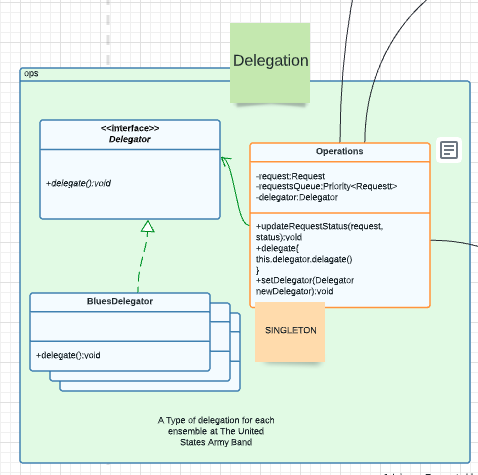 Delegation
ops
<<interface>>
Delegator
+delegate():void
Operations
-request:Request
-requestsQueue:Priority<Requestt>
-delegator:Delegator
+updateRequestStatus(request,
status):void
+delegate{
this.delegator.delagate()
}
+setDelegator(Delegator
newDelegator):void
SINGLETON
BluesDelegator
+delegate():void
A Type of delegation for each
ensemble at The United
States Army Band